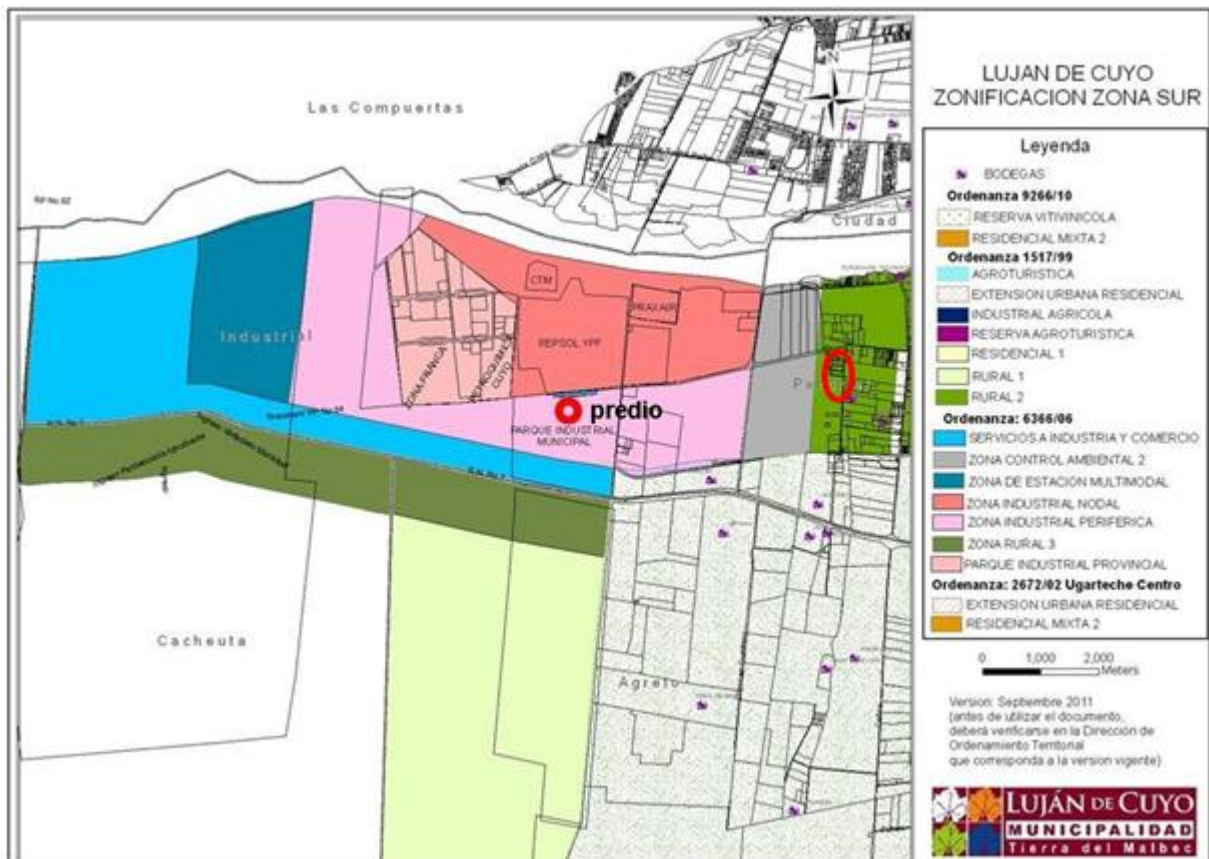 Las Compuertas
N
Ciudad
CTM
PRAXAIR
Industrial
REPSOL YPF
ZONA FRANCA
PETROQUIMICA CUYO
predio
PARQUE INDUSTRIAL
MUNICIPAL
Cacheuta
Agrelo
LUJAN DE CUYO
ZONIFICACION ZONA SUR
Leyenda
BODEGAS
Ordenanza 9266/10
RESERVA VITIVINICOLA
RESIDENCIAL MIXTA 2
Ordenanza 1517/99
AGROTURISTICA
EXTENSION URBANA RESIDENCIAL
INDUSTRIAL AGRICOLA
RESERVA AGROTURISTICA
RESIDENCIAL 1
RURAL 1
RURAL 2
Ordenanza: 6366/06
SERVICIOS A INDUSTRIA Y COMERCIO
ZONA CONTROL AMBIENTAL 2
ZONA DE ESTACIÓN MULTIMODAL
ZONA INDUSTRIAL NODAL
ZONA INDUSTRIAL PERIFERICA
ZONA RURAL 3
PARQUE INDUSTRIAL PROVINCIAL
Ordenanza: 2672/02 Ugarteche Centro
EXTENSION URBANA RESIDENCIAL
RESIDENCIAL MIXTA 2
0 1,000 2,000
Meters
Version: Septiembre 2011
(antes de utilizar el documento,
deberá verificarse en la Dirección de
Ordenamiento Territorial
que corresponda a la version vigente)
LUJÁN DE CUYO
MUNICIPALIDAD
Tierra del Malbec